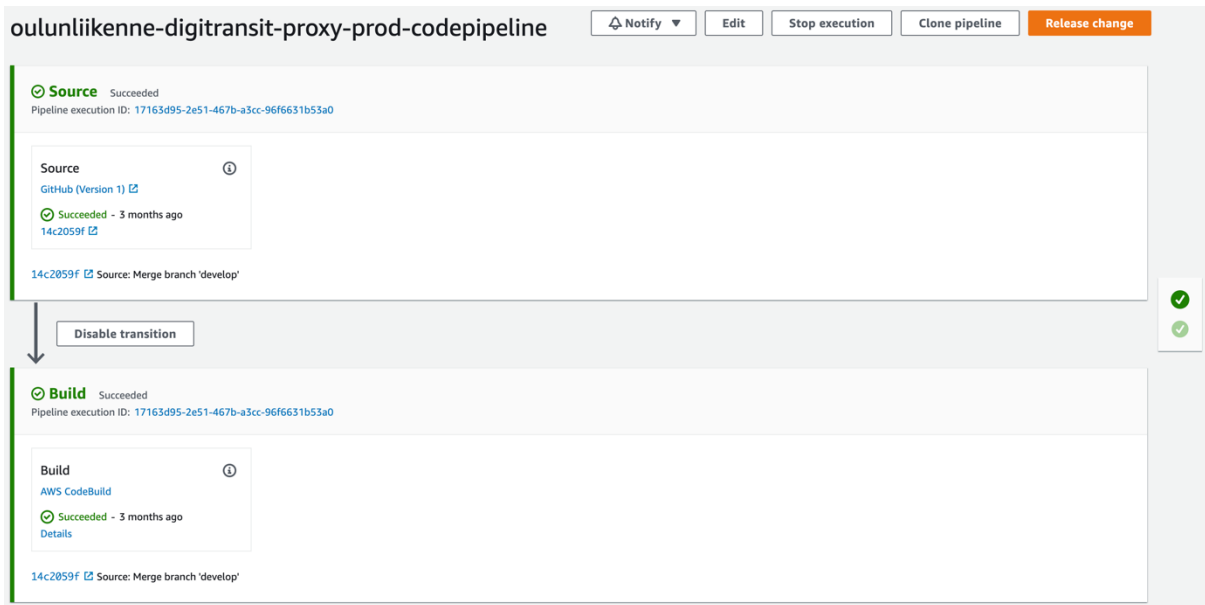 oulunliikenne-digitransit-proxy-prod-codepipeline
Notify ▼ Edit Stop execution Clone pipeline Release change
Source Succeeded
Pipeline execution ID: 17163d95-2e51-467b-a3cc-96f6631b53a0
Source
GitHub (Version 1)
Succeeded - 3 months ago
14c2059f
14c2059f Source: Merge branch 'develop'
Disable transition
Build Succeeded
Pipeline execution ID: 17163d95-2e51-467b-a3cc-96f6631b53a0
Build
AWS CodeBuild
Succeeded - 3 months ago
Details
14c2059f Source: Merge branch 'develop'